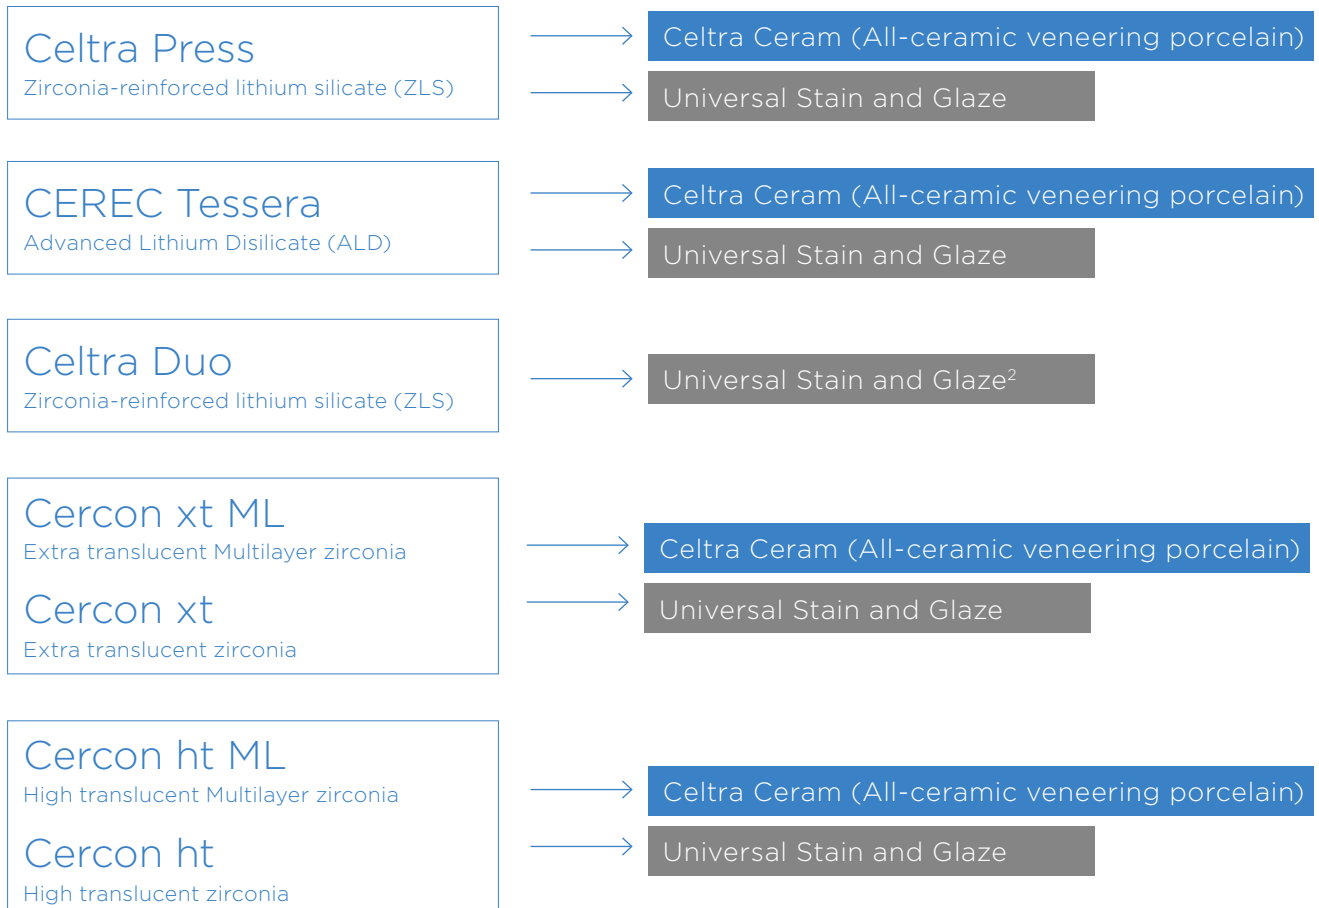 Celtra Press
Zirconia-reinforced lithium silicate (ZLS)
Celtra Ceram (All-ceramic veneering porcelain)
Universal Stain and Glaze
CEREC Tessera
Advanced Lithium Disilicate (ALD)
Celtra Ceram (All-ceramic veneering porcelain)
Universal Stain and Glaze
Celtra Duo
Zirconia-reinforced lithium silicate (ZLS)
Universal Stain and Glaze²
Cercon xt ML
Extra translucent Multilayer zirconia
Cercon xt
Extra translucent zirconia
Celtra Ceram (All-ceramic veneering porcelain)
Universal Stain and Glaze
Cercon ht ML
High translucent Multilayer zirconia
Cercon ht
High translucent zirconia
Celtra Ceram (All-ceramic veneering porcelain)
Universal Stain and Glaze